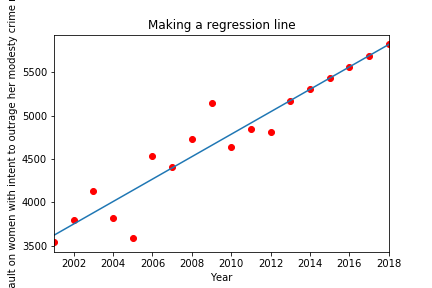 Making a regression line
ault on women with intent to outrage her modesty crime
5500
5000
4500
4000
3500
2002 2004 2006 2008 2010 2012 2014 2016 2018
Year